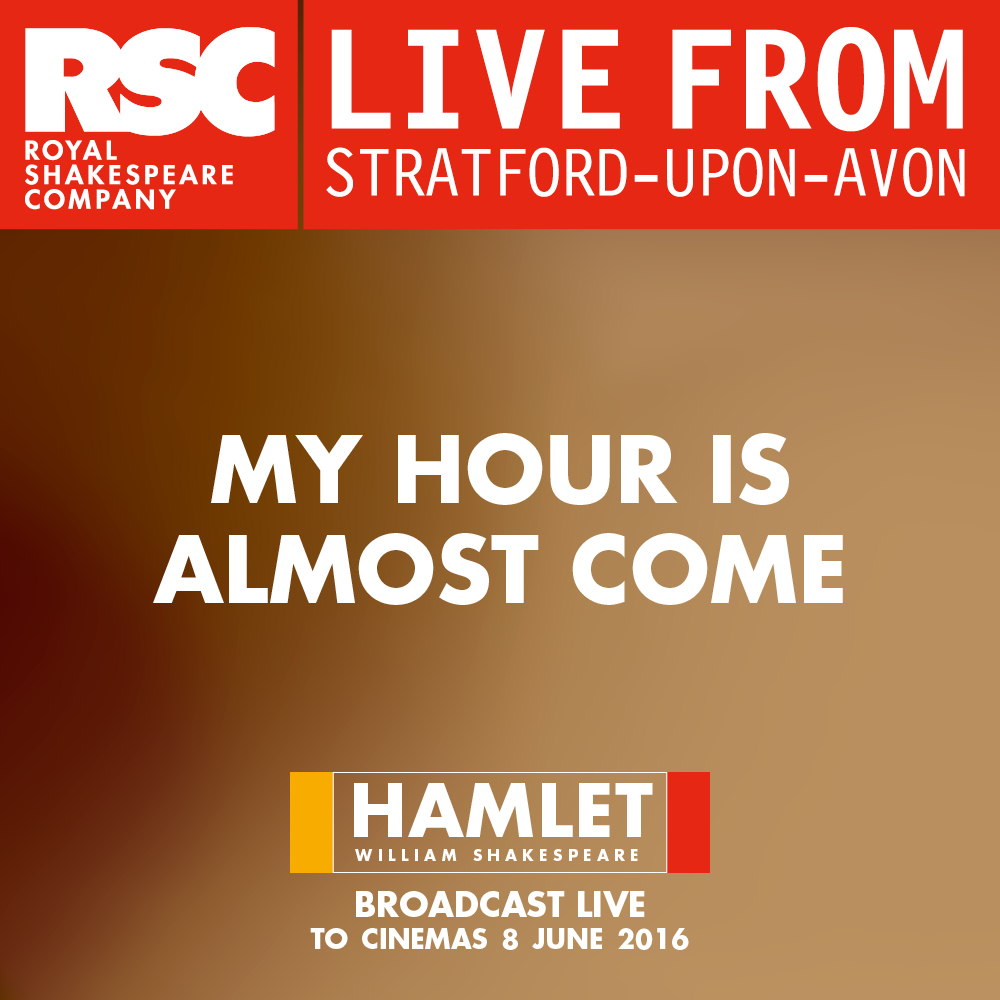 RSC
ROYAL
SHAKESPEARE
COMPANY
LIVE FROM
STRATFORD-UPON-AVON
MY HOUR IS
ALMOST COME
HAMLET
WILLIAM SHAKESPEARE
BROADCAST LIVE
TO CINEMAS 8 JUNE 2016